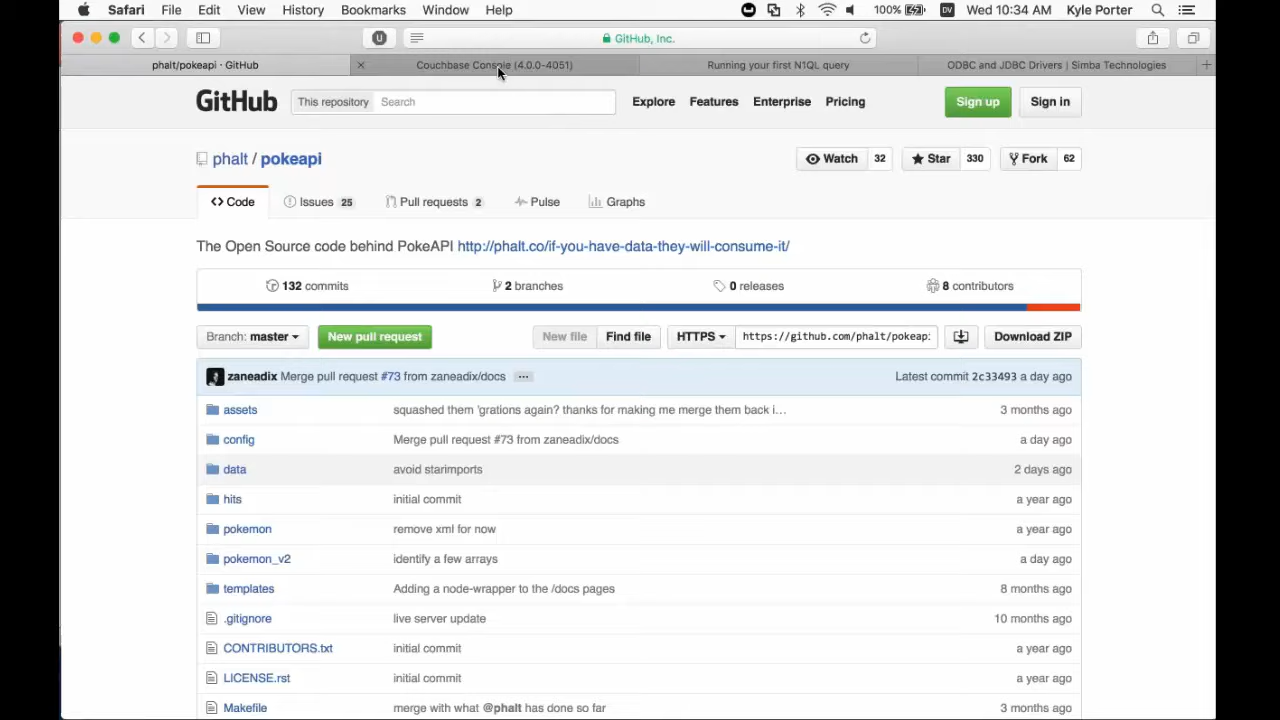 Safari File Edit View History Bookmarks Window Help 100% DV Wed 10:34 AM Kyle Porter
U GitHub, Inc.
phalt/pokeapi · GitHub Couchbase Console (4.0.0-4051) Running your first N1QL query ODBC and JDBC Drivers | Simba Technologies +
GitHub This repository Search Explore Features Enterprise Pricing Sign up Sign in
phalt / pokeapi Watch 32 Star 330 Fork 62
Code Issues 25 Pull requests 2 Pulse Graphs
The Open Source code behind PokeAPI http://phalt.co/if-you-have-data-they-will-consume-it/
132 commits 2 branches 0 releases 8 contributors
Branch: master New pull request New file Find file HTTPS https://github.com/phalt/pokeapi Download ZIP
zaneadix Merge pull request #73 from zaneadix/docs ... Latest commit 2c33493 a day ago
assets squashed them 'grations again? thanks for making me merge them back i… 3 months ago
config Merge pull request #73 from zaneadix/docs a day ago
data avoid starimports 2 days ago
hits initial commit a year ago
pokemon remove xml for now a year ago
pokemon_v2 identify a few arrays a day ago
templates Adding a node-wrapper to the /docs pages 8 months ago
.gitignore live server update 10 months ago
CONTRIBUTORS.txt initial commit a year ago
LICENSE.rst initial commit a year ago
Makefile merge with what @phalt has done so far 3 months ago